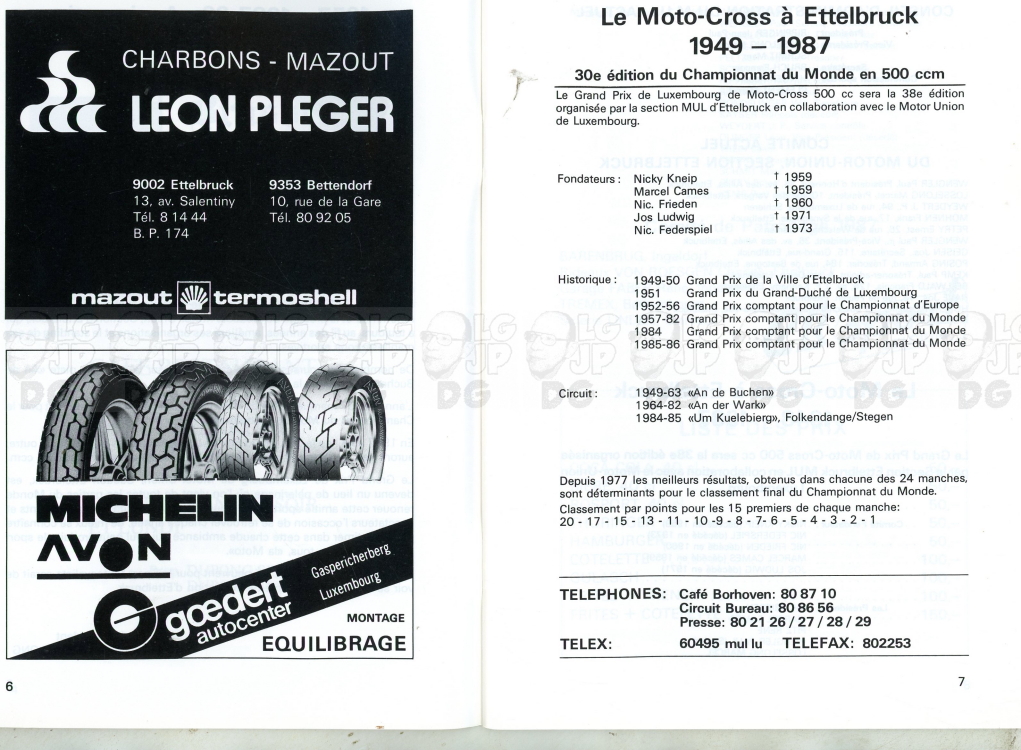 CHARBONS - MAZOUT
LEON PLEGER
9002 Ettelbruck
13, av. Salentiny
Tél. 8 14 44
B. P. 174
9353 Bettendorf
10, rue de la Gare
Tél. 80 92 05
mazout termoshell
MICHELIN
AVON
goedert
autocenter
Gaspericherberg
Luxembourg
MONTAGE
EQUILIBRAGE
6
Le Moto-Cross à Ettelbruck
1949 – 1987
30e édition du Championnat du Monde en 500 ccm
Le Grand Prix de Luxembourg de Moto-Cross 500 cc sera la 38e édition
organisée par la section MUL d'Ettelbruck en collaboration avec le Motor Union
de Luxembourg.
Fondateurs : Nicky Kneip † 1959
Marcel Cames † 1959
Nic. Frieden † 1960
Jos Ludwig † 1971
Nic. Federspiel † 1973
Historique : 1949-50 Grand Prix de la Ville d'Ettelbruck
1951 Grand Prix du Grand-Duché de Luxembourg
1952-56 Grand Prix comptant pour le Championnat d'Europe
1957-82 Grand Prix comptant pour le Championnat du Monde
1984 Grand Prix comptant pour le Championnat du Monde
1985-86 Grand Prix comptant pour le Championnat du Monde
Circuit : 1949-63 «An de Buchen»
1964-82 «An der Wark»
1984-85 «Um Kuelebierg», Folkendange/Stegen
Depuis 1977 les meilleurs résultats, obtenus dans chacune des 24 manches,
sont déterminants pour le classement final du Championnat du Monde.
Classement par points pour les 15 premiers de chaque manche:
20 - 17 - 15 - 13 - 11 - 10 -9 - 8 - 7- 6 - 5 - 4 - 3 - 2 - 1
TELEPHONES: Café Borhoven: 80 87 10
Circuit Bureau: 80 86 56
Presse: 80 21 26 / 27 / 28 / 29
TELEX: 60495 mul lu TELEFAX: 802253
7